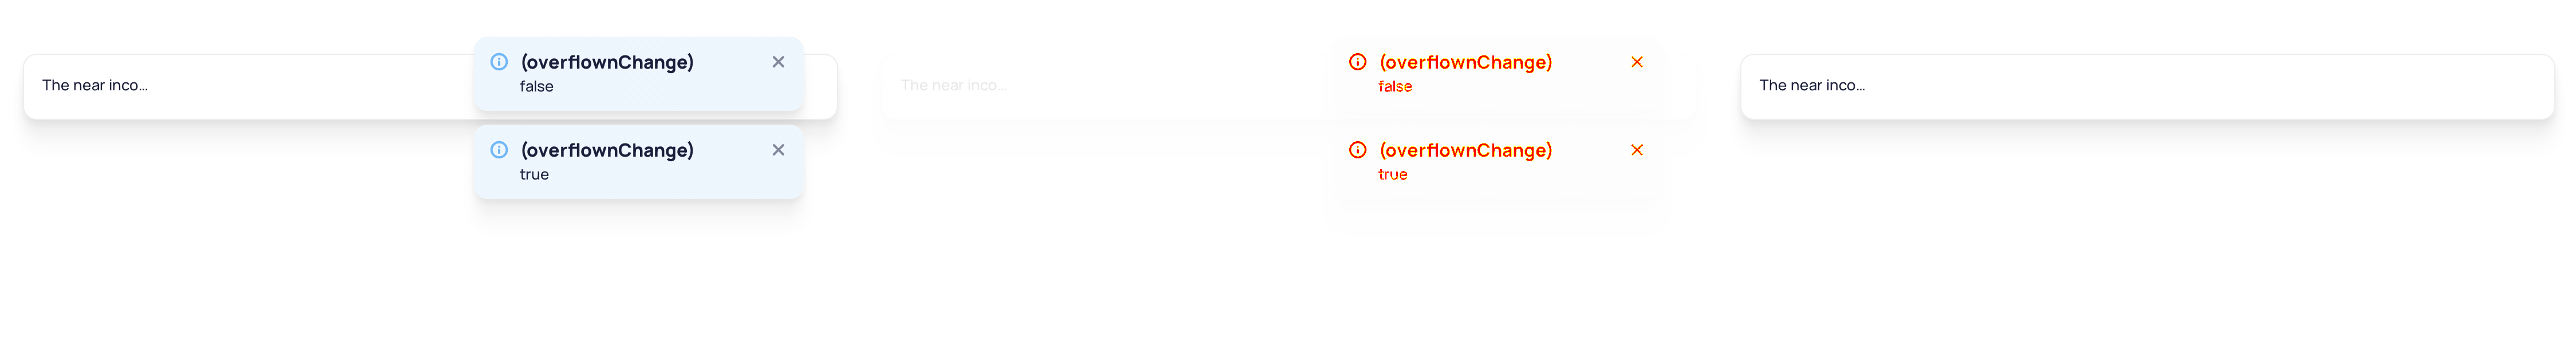 The near inco…
(overflownChange)
false
(overflownChange)
true
The near inco…
(overflownChange)
false
(overflownChange)
true
The near inco…